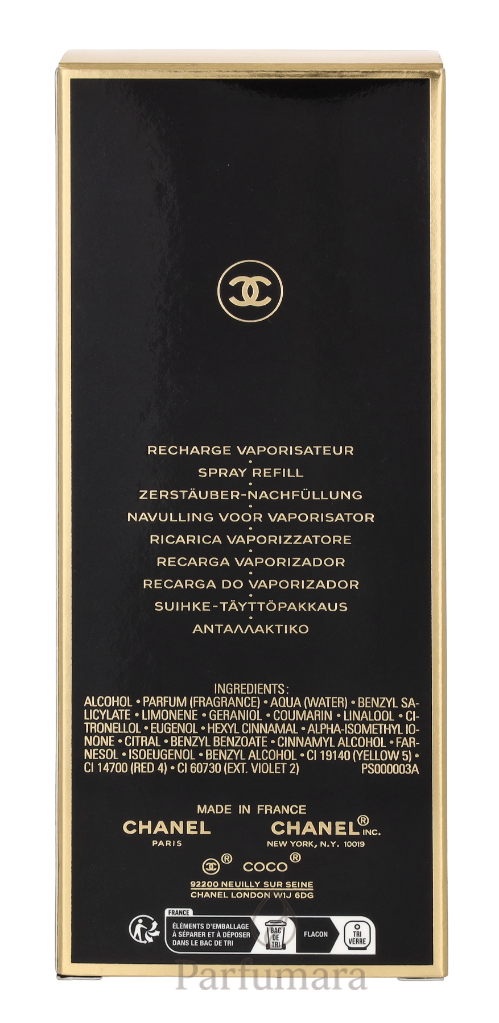 RECHARGE VAPORISATEUR
SPRAY REFILL
ZERSTÄUBER-NACHFÜLLUNG
NAVULLING VOOR VAPORISATOR
RICARICA VAPORIZZATORE
RECARGA VAPORIZADOR
RECARGA DO VAPORIZADOR
SUIHKE-TÄYTTÖPAKKAUS
ΑΝΤΑΛΛΑΚΤΙΚΟ
INGREDIENTS:
ALCOHOL • PARFUM (FRAGRANCE) • AQUA (WATER) • BENZYL SA-
LICYLATE • LIMONENE • GERANIOL • COUMARIN • LINALOOL • CI-
TRONELLOL • EUGENOL • HEXYL CINNAMAL • ALPHA-ISOMETHYL IO-
NONE • CITRAL • BENZYL BENZOATE • CINNAMYL ALCOHOL • FAR-
NESOL • ISOEUGENOL • BENZYL ALCOHOL • CI 19140 (YELLOW 5) •
CI 14700 (RED 4) • CI 60730 (EXT. VIOLET 2) PS000003A
MADE IN FRANCE
CHANEL CHANEL® INC.
PARIS NEW YORK, N.Y. 10019
® COCO®
92200 NEUILLY SUR SEINE
CHANEL LONDON W1J 6DG
FRANCE
ÉLÉMENTS D'EMBALLAGE
À SÉPARER ET À DÉPOSER
DANS LE BAC DE TRI
BAC
DE
TRI
FLACON
TRI
VERRE
Parfumara